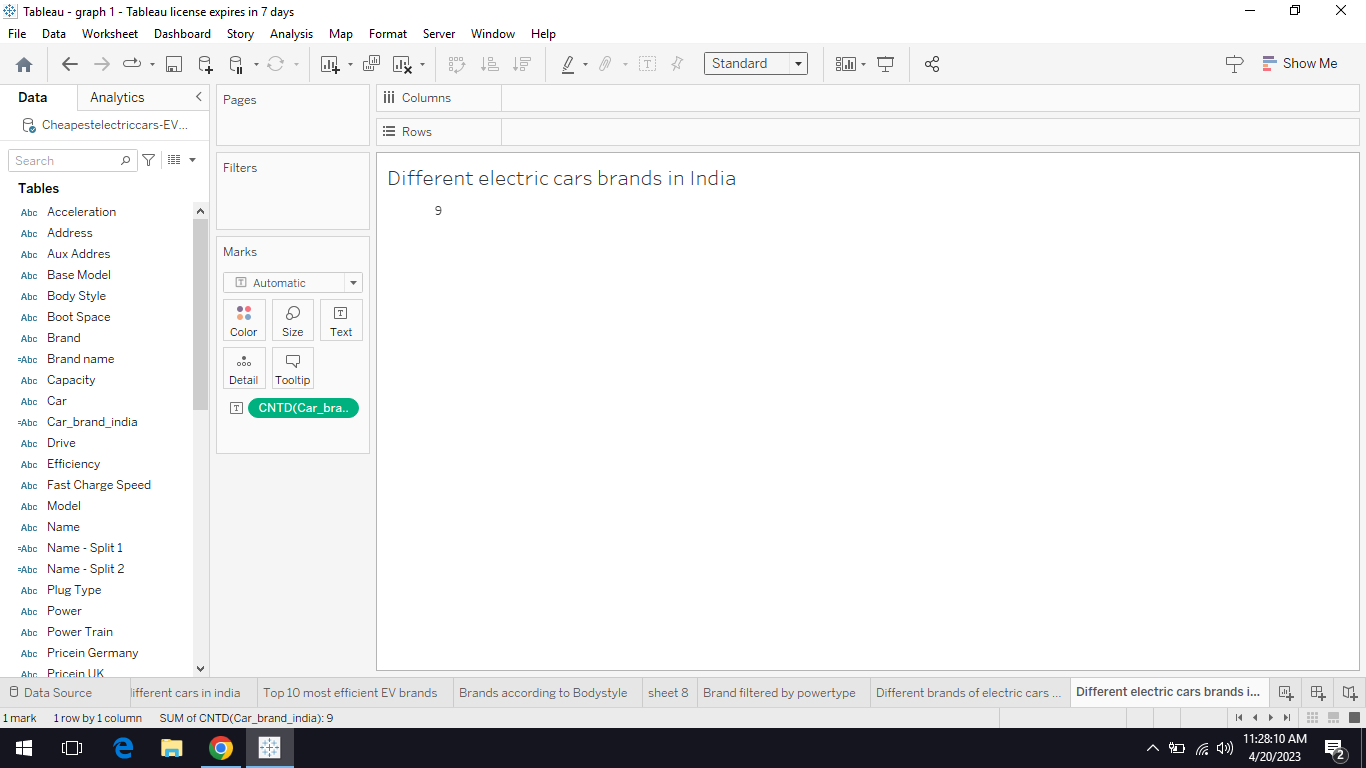 Tableau - graph 1 - Tableau license expires in 7 days
File Data Worksheet Dashboard Story Analysis Map Format Server Window Help
Standard
Show Me
Data Analytics
Cheapestelectriccars-EV...
Search
Tables
Abc Acceleration
Abc Address
Abc Aux Addres
Abc Base Model
Abc Body Style
Abc Boot Space
Abc Brand
=Abc Brand name
Abc Capacity
Abc Car
=Abc Car_brand_india
Abc Drive
Abc Efficiency
Abc Fast Charge Speed
Abc Model
Abc Name
=Abc Name - Split 1
=Abc Name - Split 2
Abc Plug Type
Abc Power
Abc Power Train
Abc Pricein Germany
Abc Pricein UK
Pages
Filters
Marks
T Automatic
Color Size T Text
Detail Tooltip
T CNTD(Car_bra..
Columns
Rows
Different electric cars brands in India
9
Data Source ifferent cars in india Top 10 most efficient EV brands Brands according to Bodystyle sheet 8 Brand filtered by powertype Different brands of electric cars ... Different electric cars brands i...
1 mark 1 row by 1 column SUM of CNTD(Car_brand_india): 9
11:28:10 AM
4/20/2023
2